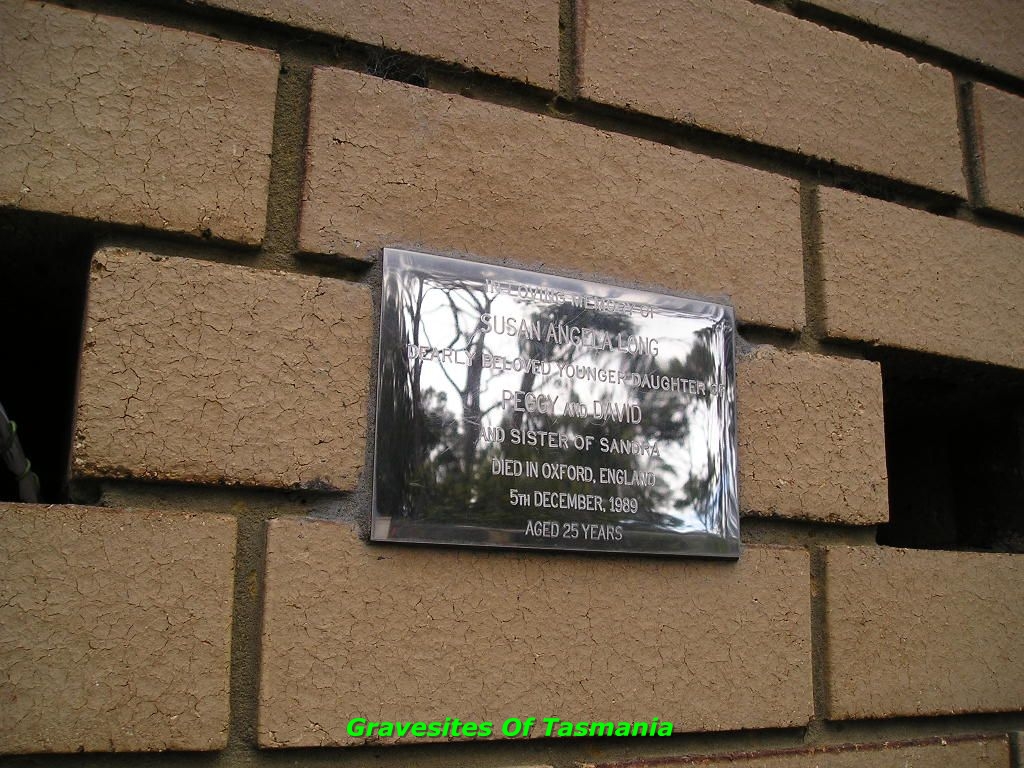 IN LOVING MEMORY OF
SUSAN ANGELA LONG
DEARLY BELOVED YOUNGER DAUGHTER OF
PEGGY AND DAVID
AND SISTER OF SANDRA
DIED IN OXFORD, ENGLAND
5TH DECEMBER, 1989
AGED 25 YEARS
Gravesites Of Tasmania